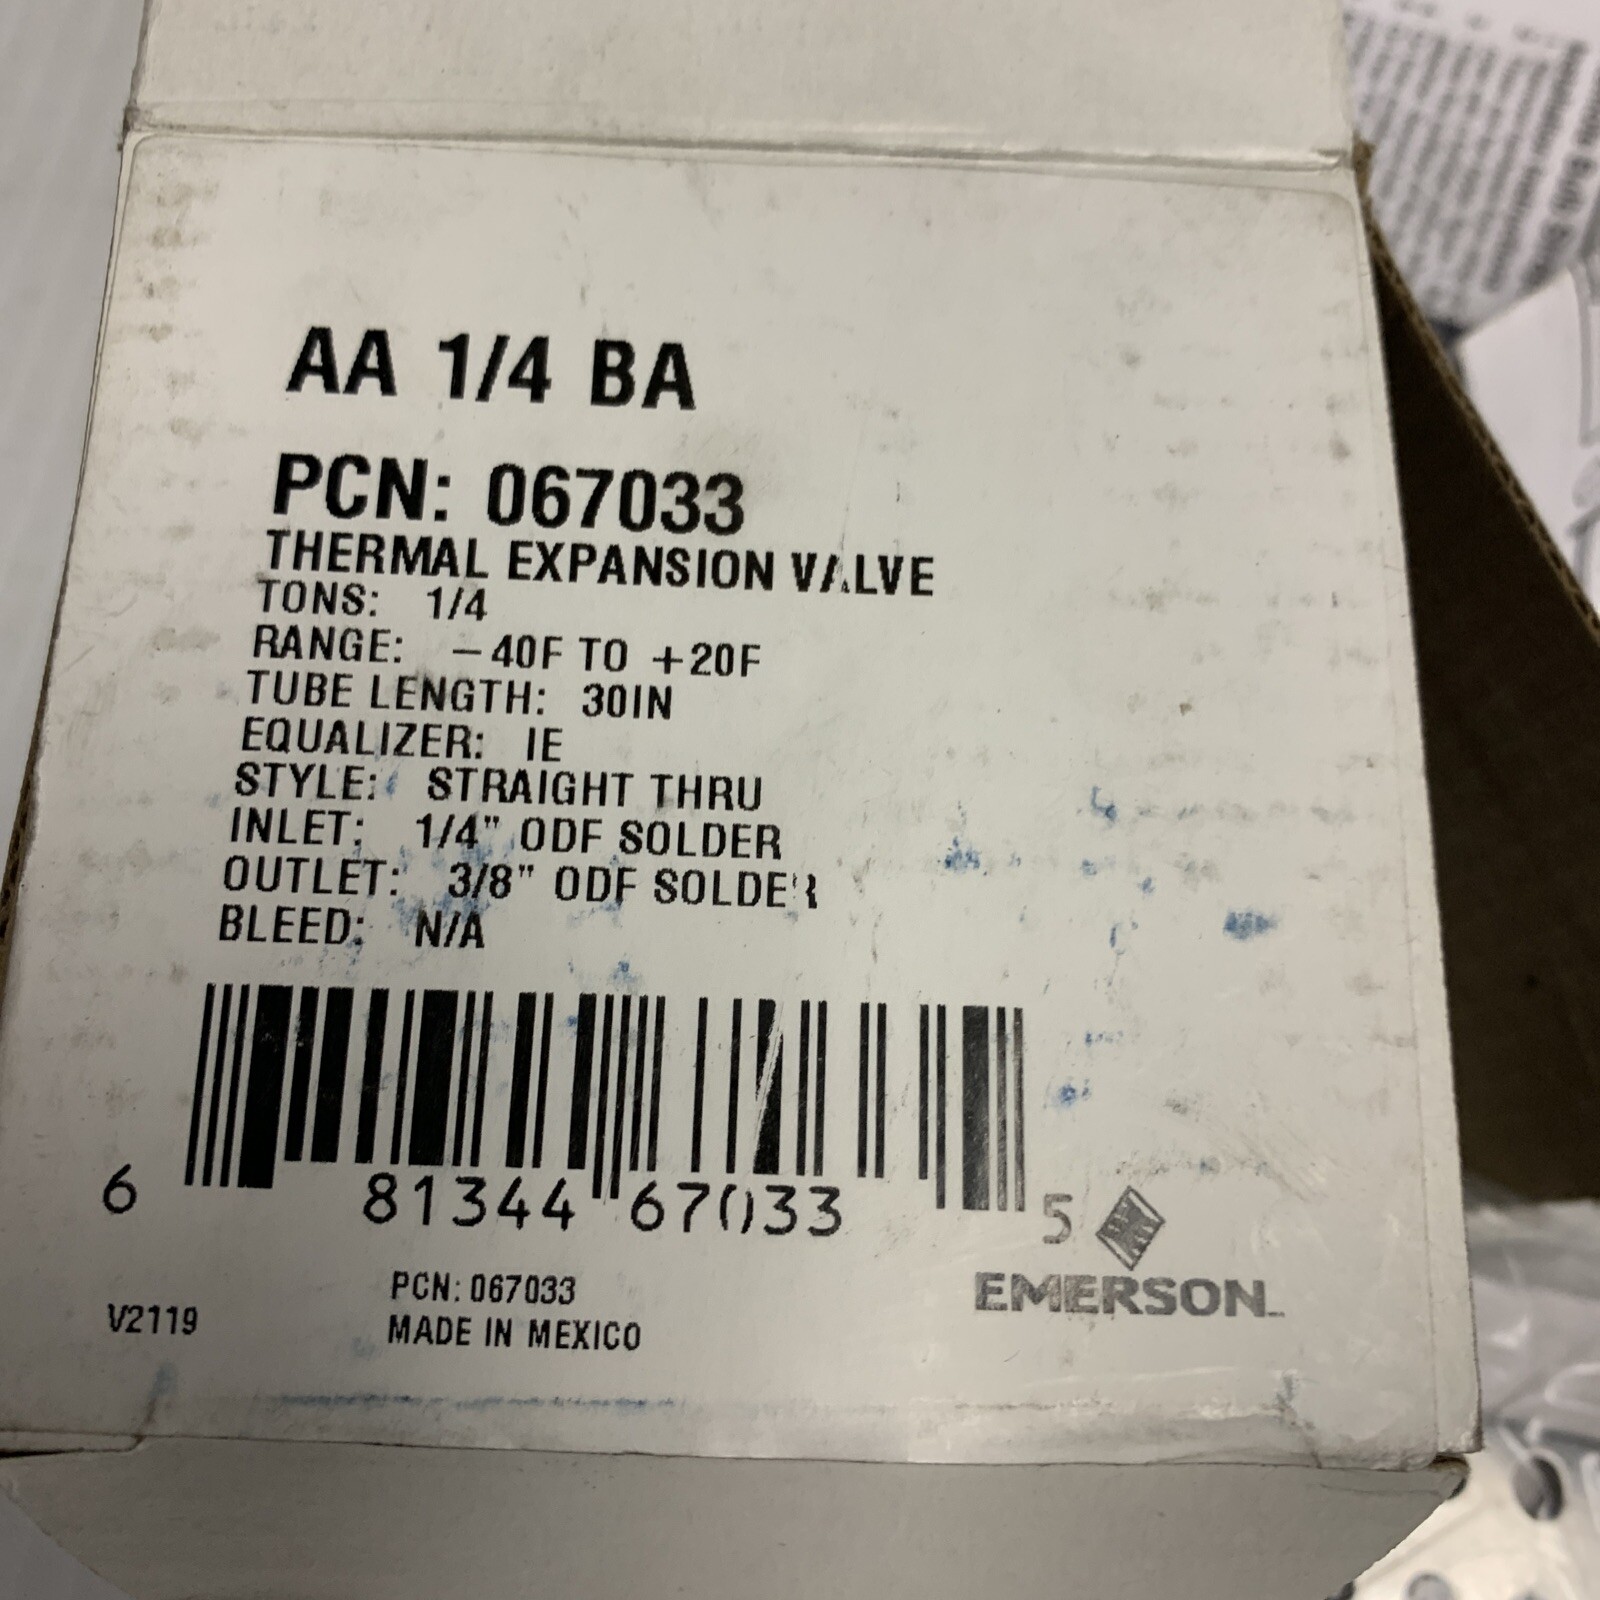 AA 1/4 BA
PCN: 067033
THERMAL EXPANSION VALVE
TONS: 1/4
RANGE: -40F TO +20F
TUBE LENGTH: 30IN
EQUALIZER: IE
STYLE: STRAIGHT THRU
INLET: 1/4" ODF SOLDER
OUTLET: 3/8" ODF SOLDER
BLEED: N/A
6 81344 67033 5
EMERSON
PCN: 067033
V2119 MADE IN MEXICO